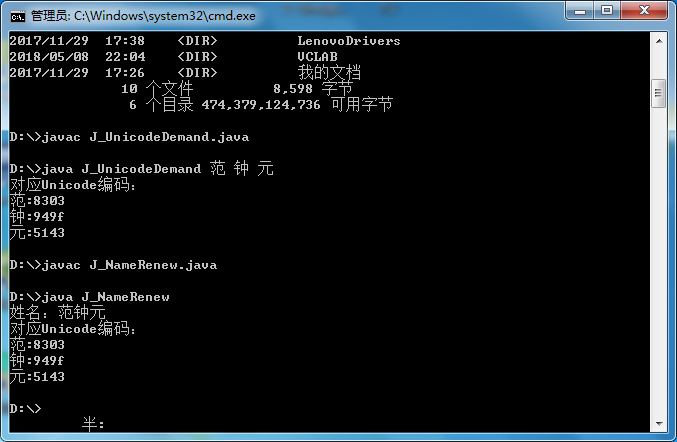 管理员: C:\Windows\system32\cmd.exe
2017/11/29  17:38    <DIR>          LenovoDrivers
2018/05/08  22:04    <DIR>          VCLAB
2017/11/29  17:26    <DIR>          我的文档
              10 个文件          8,598 字节
               6 个目录 474,379,124,736 可用字节
D:\>javac J_UnicodeDemand.java
D:\>java J_UnicodeDemand 范 钟 元
对应Unicode编码:
范:8303
钟:949f
元:5143
D:\>javac J_NameRenew.java
D:\>java J_NameRenew
姓名: 范钟元
对应Unicode编码:
范:8303
钟:949f
元:5143
D:\>
半: